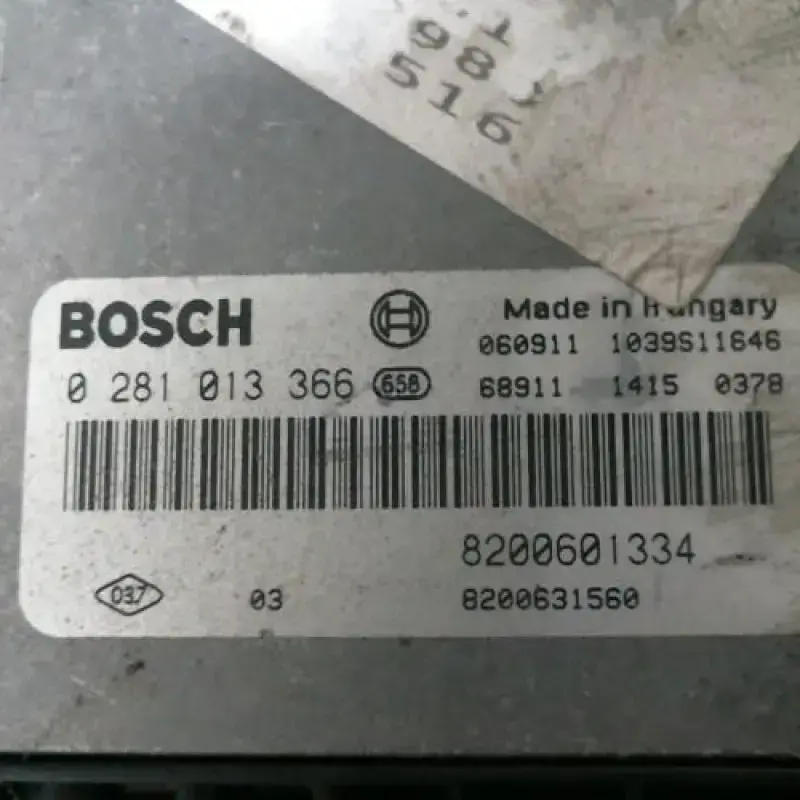 98
516
BOSCH
Made in Hungary
060911 1039S11646
0 281 013 366 658
68911 1415 0378
8200601334
037 03
8200631560